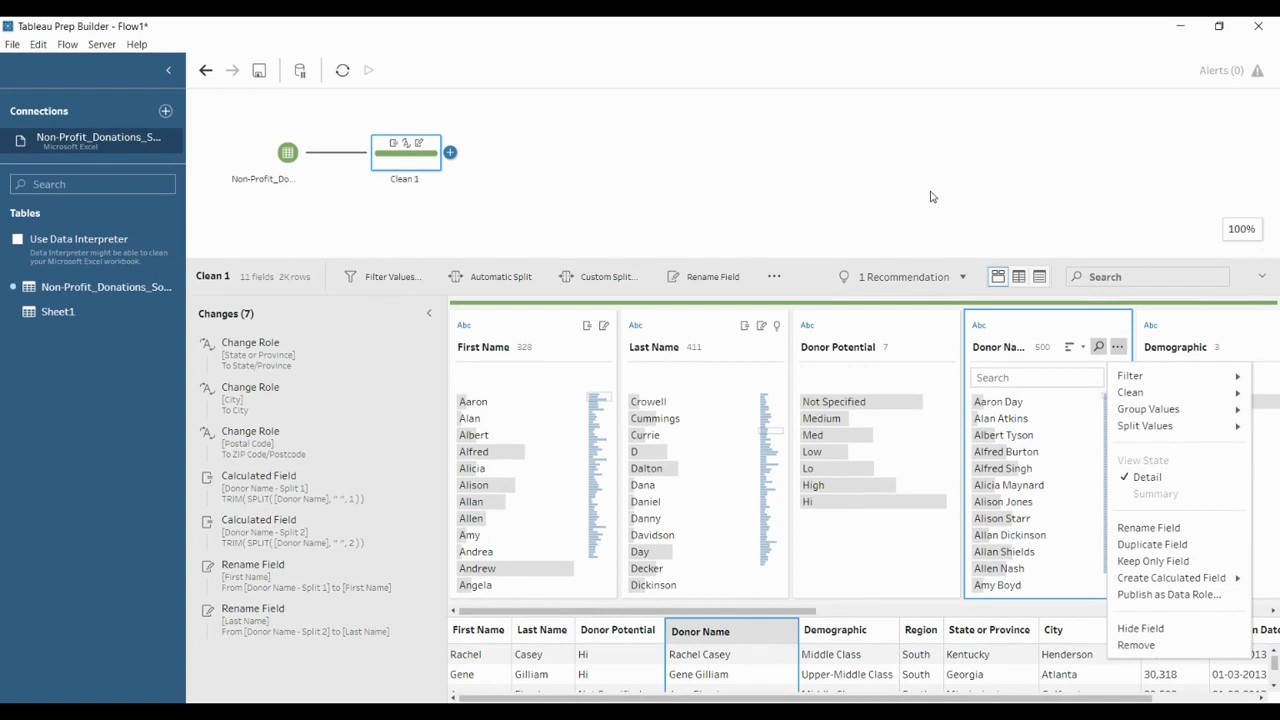 Tableau Prep Builder - Flow1*
File Edit Flow Server Help
Alerts (0)
Connections
Non-Profit_Donations_S...
Microsoft Excel
Search
Tables
Use Data Interpreter
Data Interpreter might be able to clean
your Microsoft Excel workbook.
Non-Profit_Donations_So...
Sheet1
Non-Profit_Do...
Clean 1
100%
Clean 1 11 fields 2K rows Filter Values... Automatic Split Custom Split... Rename Field ... 1 Recommendation Search
Changes (7)
Change Role
[State or Province]
To State/Province
Change Role
[City]
To City
Change Role
[Postal Code]
To ZIP Code/Postcode
Calculated Field
[Donor Name - Split 1]
TRIM( SPLIT( [Donor Name], " ", 1 ) )
Calculated Field
[Donor Name - Split 2]
TRIM( SPLIT( [Donor Name], " ", 2 ) )
Rename Field
[First Name]
From [Donor Name - Split 1] to [First Name]
Rename Field
[Last Name]
From [Donor Name - Split 2] to [Last Name]
Abc
First Name 328
Aaron
Alan
Albert
Alfred
Alicia
Alison
Allan
Allen
Amy
Andrea
Andrew
Angela
Abc
Last Name 411
Crowell
Cummings
Currie
D
Dalton
Dana
Daniel
Danny
Davidson
Day
Decker
Dickinson
Abc
Donor Potential 7
Not Specified
Medium
Med
Low
Lo
High
Hi
Abc
Donor Na... 500
Search
Aaron Day
Alan Atkins
Albert Tyson
Alfred Burton
Alfred Singh
Alicia Maynard
Alison Jones
Alison Starr
Allan Dickinson
Allan Shields
Allen Nash
Amy Boyd
Abc
Demographic 3
Filter
Clean
Group Values
Split Values
View State
Detail
Summary
Rename Field
Duplicate Field
Keep Only Field
Create Calculated Field
Publish as Data Role...
Hide Field
Remove
First Name Last Name Donor Potential Donor Name Demographic Region State or Province City
Rachel Casey Hi Rachel Casey Middle Class South Kentucky Henderson
Gene Gilliam Hi Gene Gilliam Upper-Middle Class South Georgia Atlanta 30,318 01-03-2013